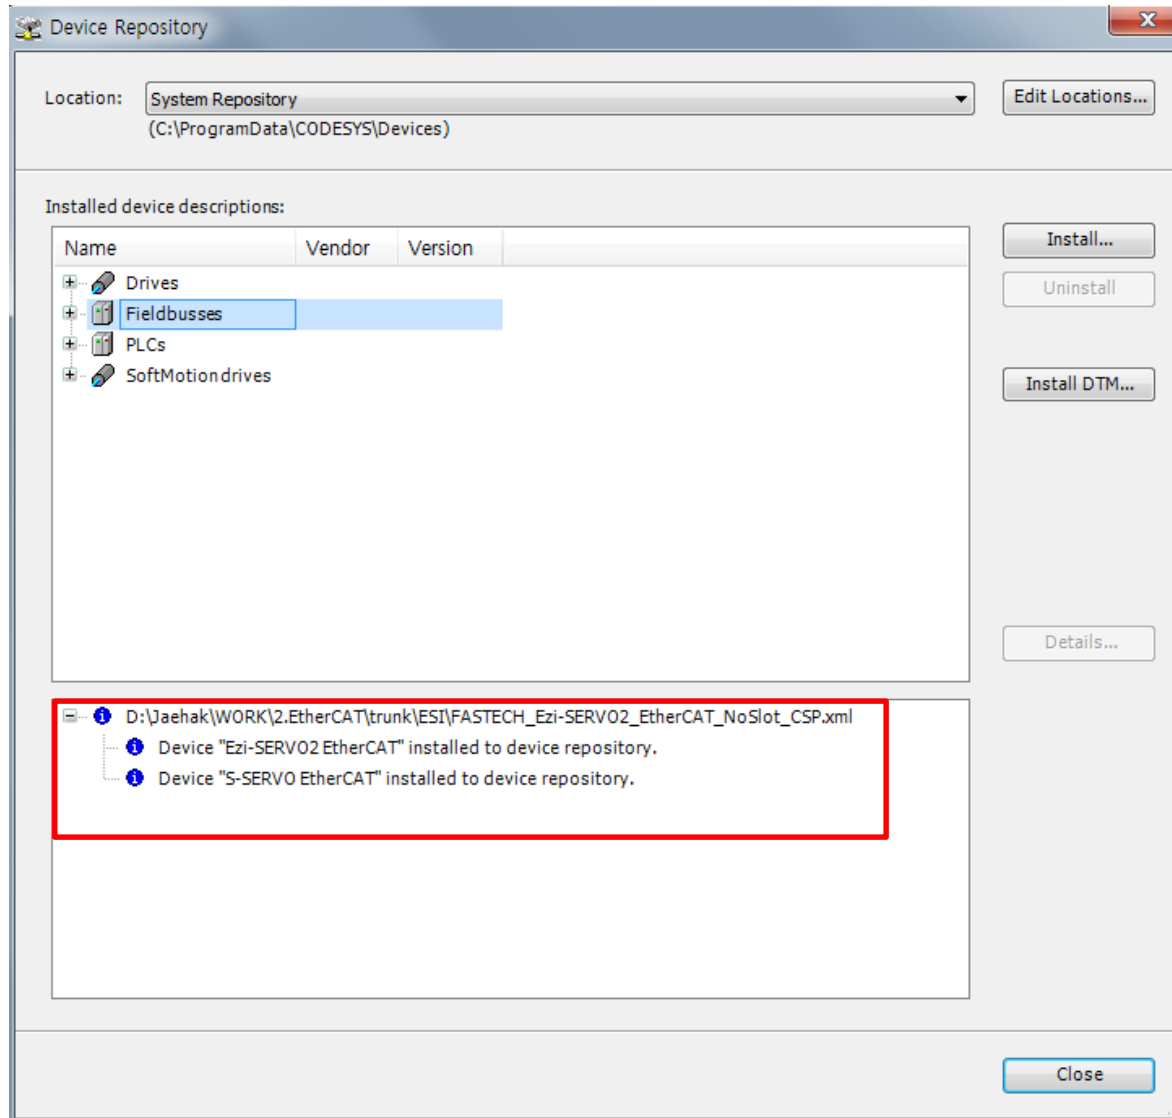 Device Repository
Location:
System Repository
Edit Locations...
(C:\ProgramData\CODESYS\Devices)
Installed device descriptions:
Name Vendor Version
Install...
Drives
Uninstall
Fieldbusses
PLCs
SoftMotion drives
Install DTM...
Details...
D:\Jaehak\WORK\2.EtherCAT\trunk\ESI\FASTECH_Ezi-SERVO2_EtherCAT_NoSlot_CSP.xml
Device "Ezi-SERVO2 EtherCAT" installed to device repository.
Device "S-SERVO EtherCAT" installed to device repository.
Close